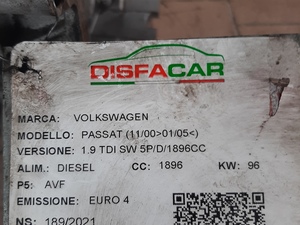 DISFACAR
MARCA: VOLKSWAGEN
MODELLO: PASSAT (11/00>01/05<)
VERSIONE: 1.9 TDI SW 5P/D/1896CC
ALIM.: DIESEL CC: 1896 KW: 96
P5: AVF
EMISSIONE: EURO 4
NS: 189/2021